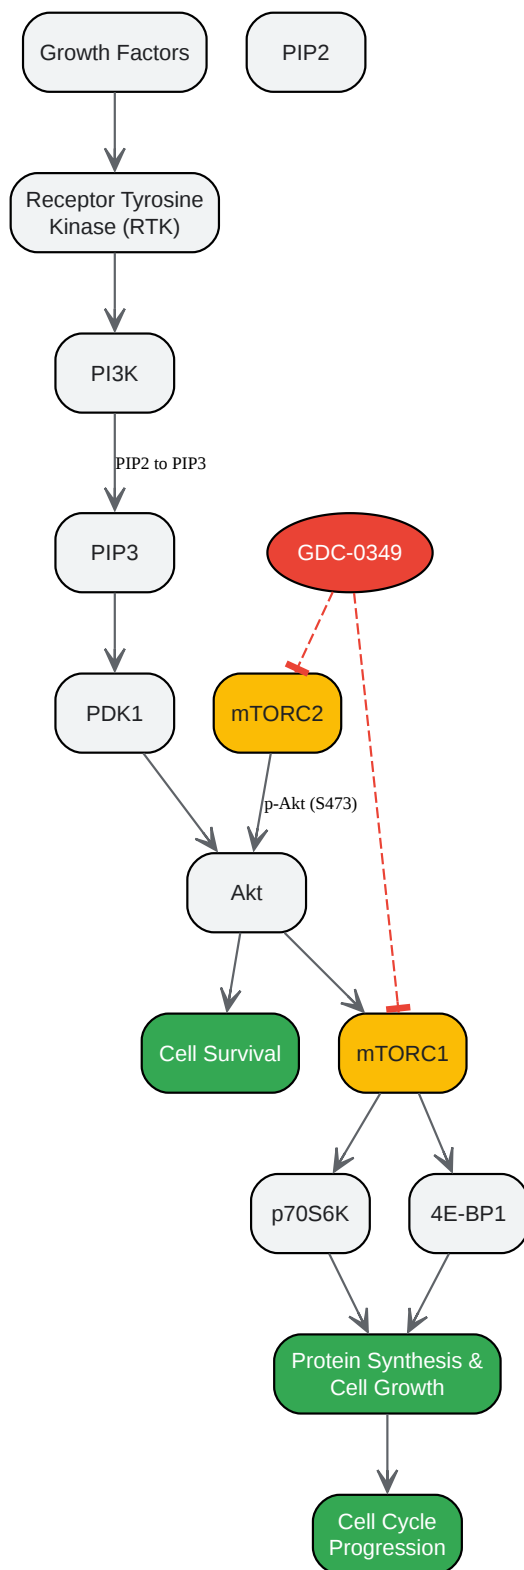 Growth Factors
PIP2
Receptor Tyrosine
Kinase (RTK)
PI3K
PIP2 to PIP3
PIP3
GDC-0349
PDK1
mTORC2
p-Akt (S473)
Akt
Cell Survival
mTORC1
p70S6K
4E-BP1
Protein Synthesis &
Cell Growth
Cell Cycle
Progression